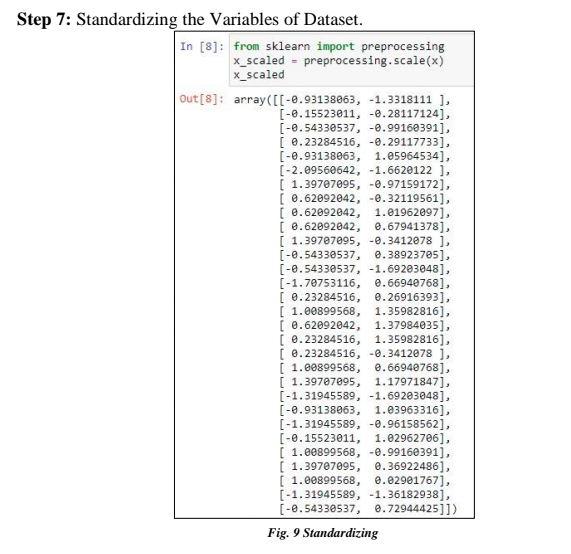 Step 7: Standardizing the Variables of Dataset.
In [8]: from sklearn import preprocessing
x_scaled = preprocessing.scale(x)
x_scaled
Out[8]: array([[-0.93138063, -1.3318111 ],
[-0.15523011, -0.28117124],
[-0.54330537, -0.99160391],
[ 0.23284516, -0.29117733],
[-0.93138063, 1.05964534],
[-2.09560642, -1.6620122 ],
[ 1.39707095, -0.97159172],
[ 0.62092042, -0.32119561],
[ 0.62092042, 1.01962097],
[ 0.62092042, 0.67941378],
[ 1.39707095, -0.3412078 ],
[-0.54330537, 0.38923705],
[-0.54330537, -1.69203048],
[-1.70753116, 0.66940768],
[ 0.23284516, 0.26916393],
[ 1.00899568, 1.35982816],
[ 0.62092042, 1.37984035],
[ 0.23284516, 1.35982816],
[ 0.23284516, -0.3412078 ],
[ 1.00899568, 0.66940768],
[ 1.39707095, 1.17971847],
[-1.31945589, -1.69203048],
[-0.93138063, 1.03963316],
[-1.31945589, -0.96158562],
[-0.15523011, 1.02962706],
[ 1.00899568, -0.99160391],
[ 1.39707095, 0.36922486],
[ 1.00899568, 0.02901767],
[-1.31945589, -1.36182938],
[-0.54330537, 0.72944425]])
Fig. 9 Standardizing